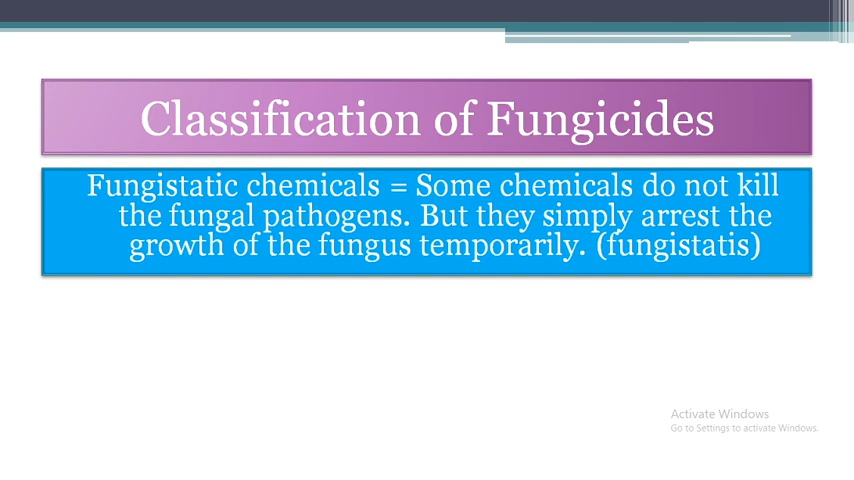 Classification of Fungicides
Fungistatic chemicals = Some chemicals do not kill
the fungal pathogens. But they simply arrest the
growth of the fungus temporarily. (fungistatis)
Activate Windows
Go to Settings to activate Windows.